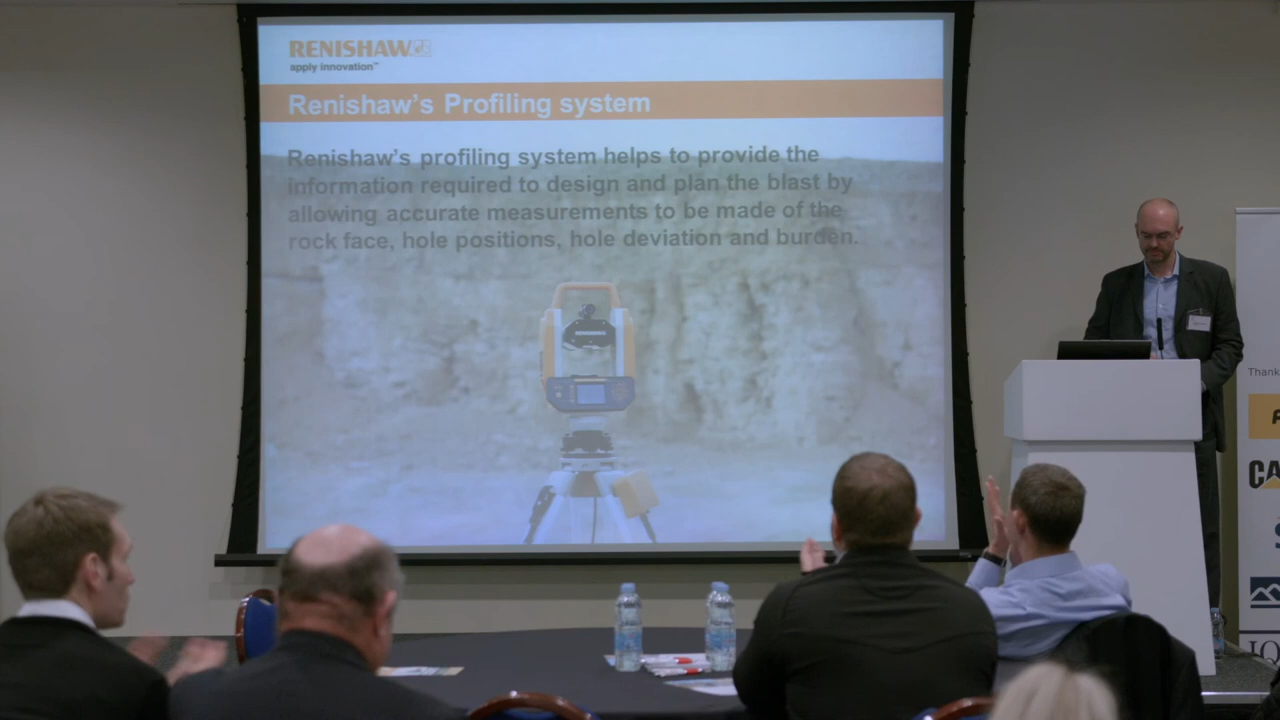 RENISHAW
apply innovation™
Renishaw's Profiling system
Renishaw's profiling system helps to provide the
information required to design and plan the blast by
allowing accurate measurements to be made of the
rock face, hole positions, hole deviation and burden.
Thank
CA